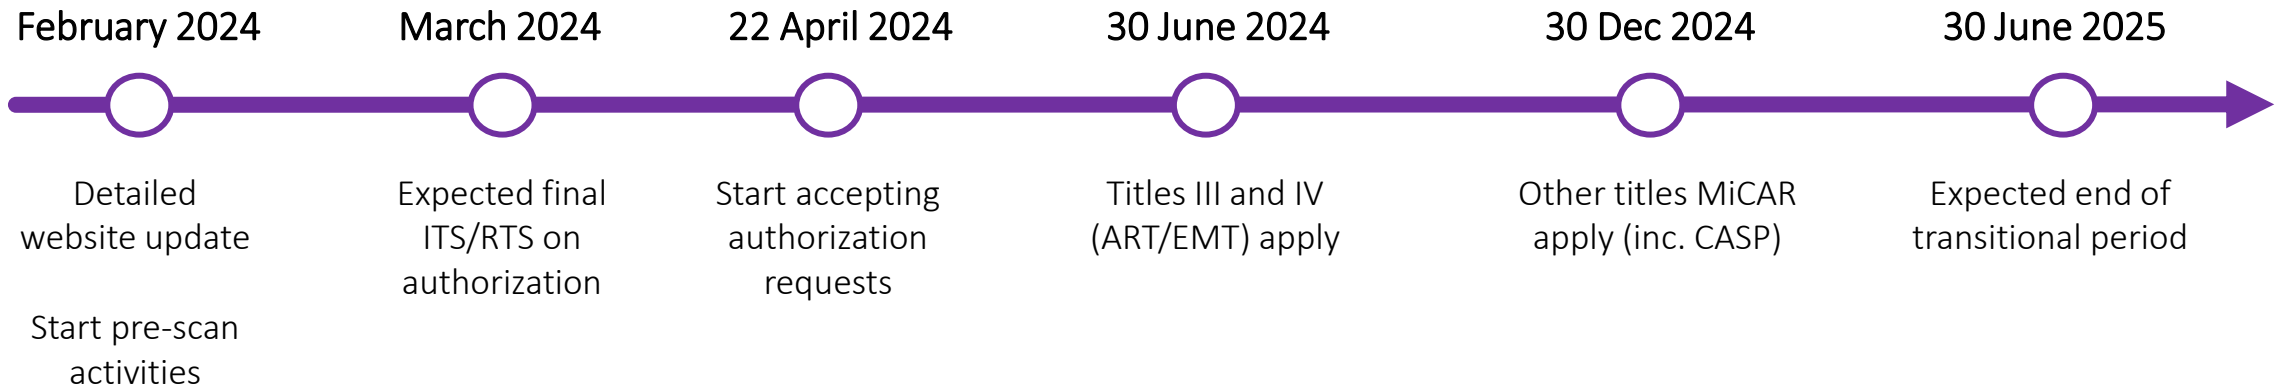 February 2024
Detailed
website update
Start pre-scan
activities
March 2024
Expected final
ITS/RTS on
authorization
22 April 2024
Start accepting
authorization
requests
30 June 2024
Titles III and IV
(ART/EMT) apply
30 Dec 2024
Other titles MiCAR
apply (inc. CASP)
30 June 2025
Expected end of
transitional period